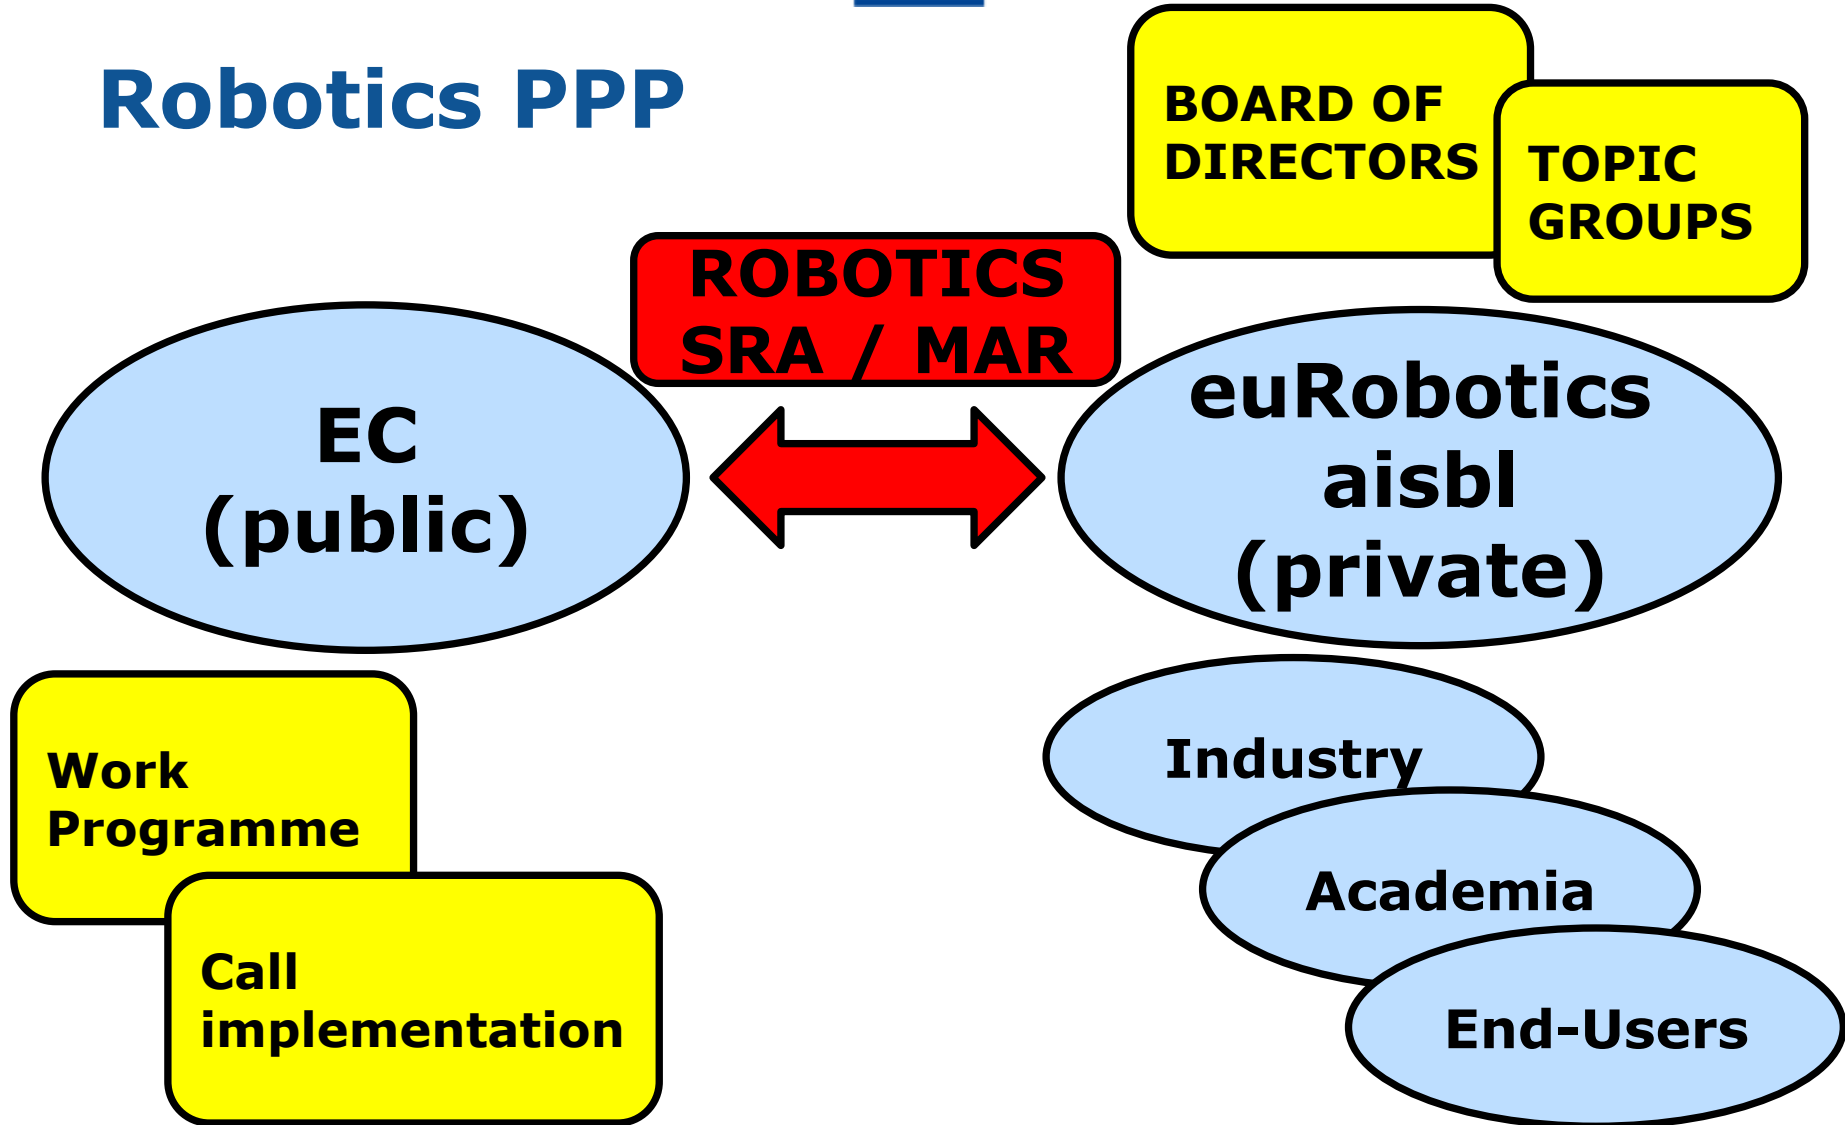 Robotics PPP
BOARD OF
DIRECTORS
TOPIC
GROUPS
ROBOTICS
SRA / MAR
EC
(public)
euRobotics
aisbl
(private)
Work
Programme
Call
implementation
Industry
Academia
End-Users